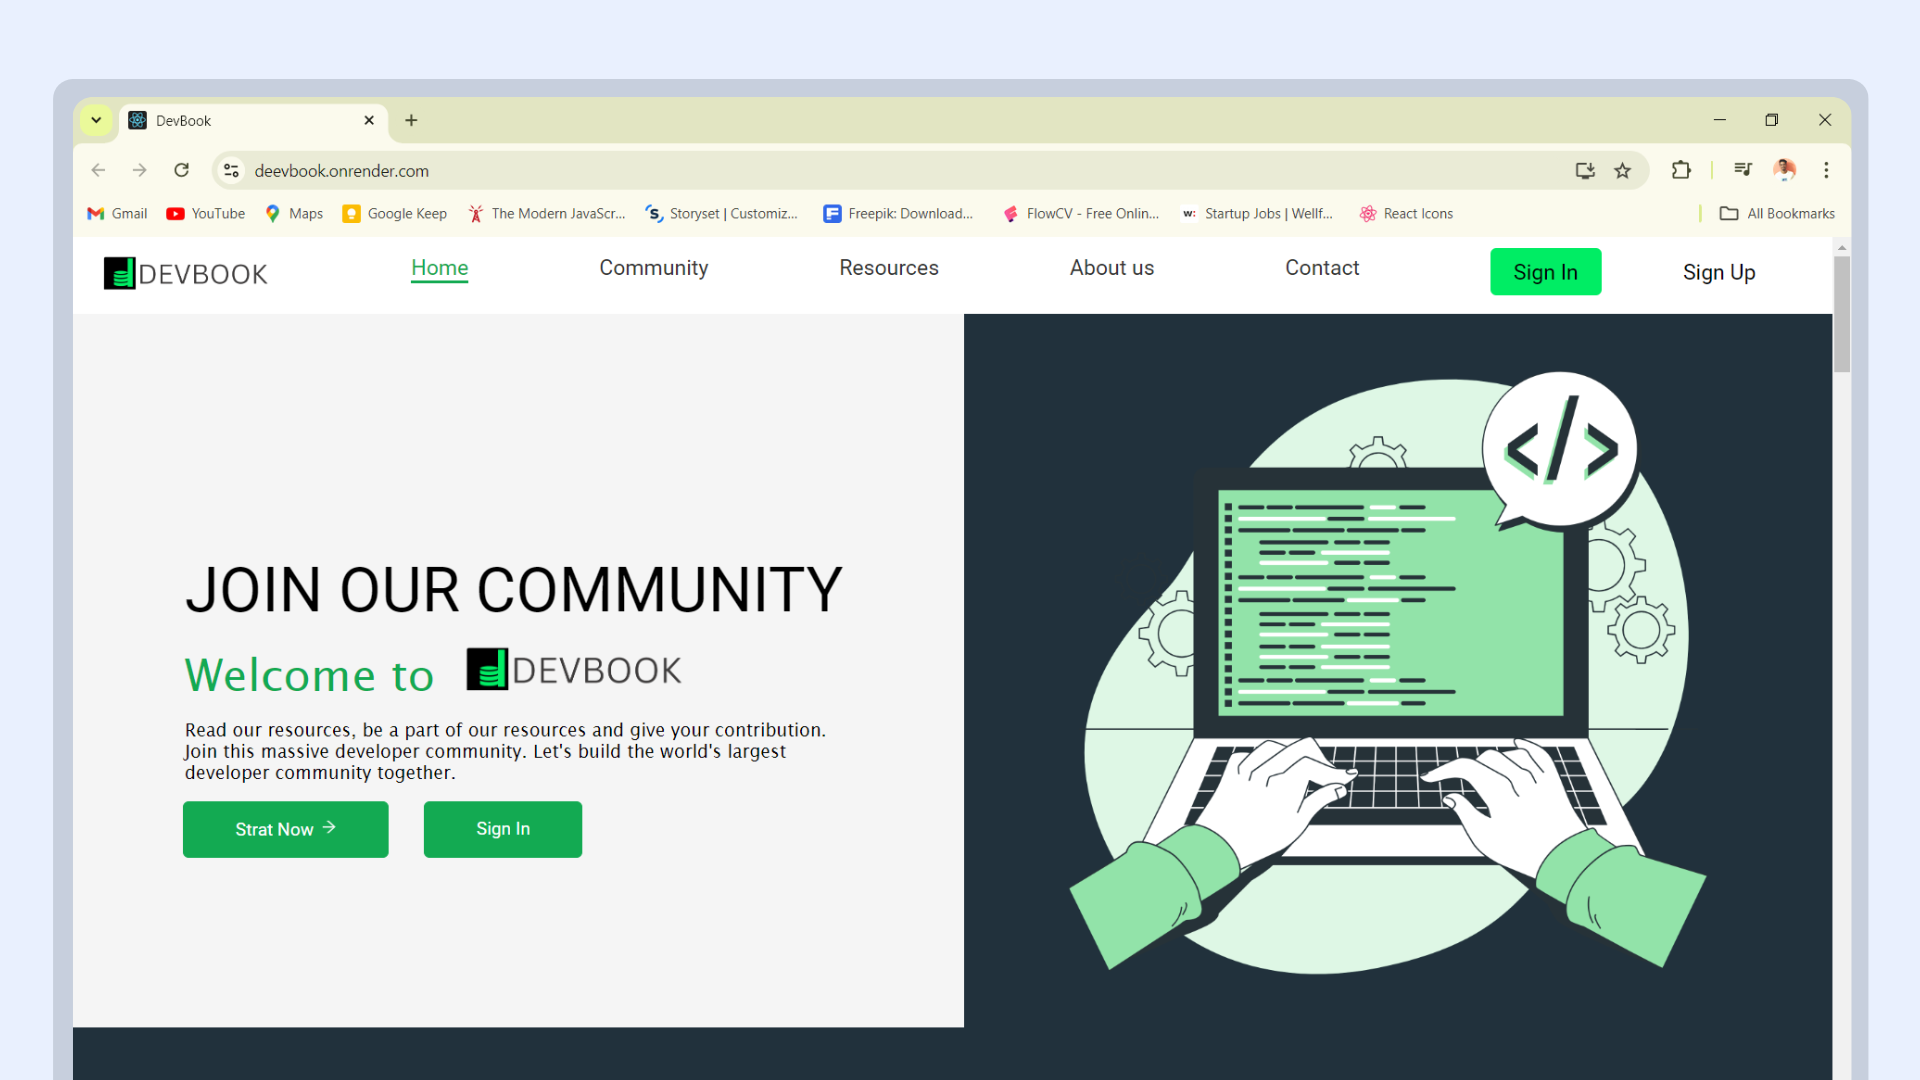 DevBook
deevbook.onrender.com
Gmail YouTube Maps Google Keep The Modern JavaScr... Storyset | Customiz... Freepik: Download... FlowCV - Free Onlin... w: Startup Jobs | Wellf... React Icons All Bookmarks
DEVBOOK Home Community Resources About us Contact Sign In Sign Up
</>
JOIN OUR COMMUNITY
Welcome to DEVBOOK
Read our resources, be a part of our resources and give your contribution.
Join this massive developer community. Let's build the world's largest
developer community together.
Strat Now → Sign In